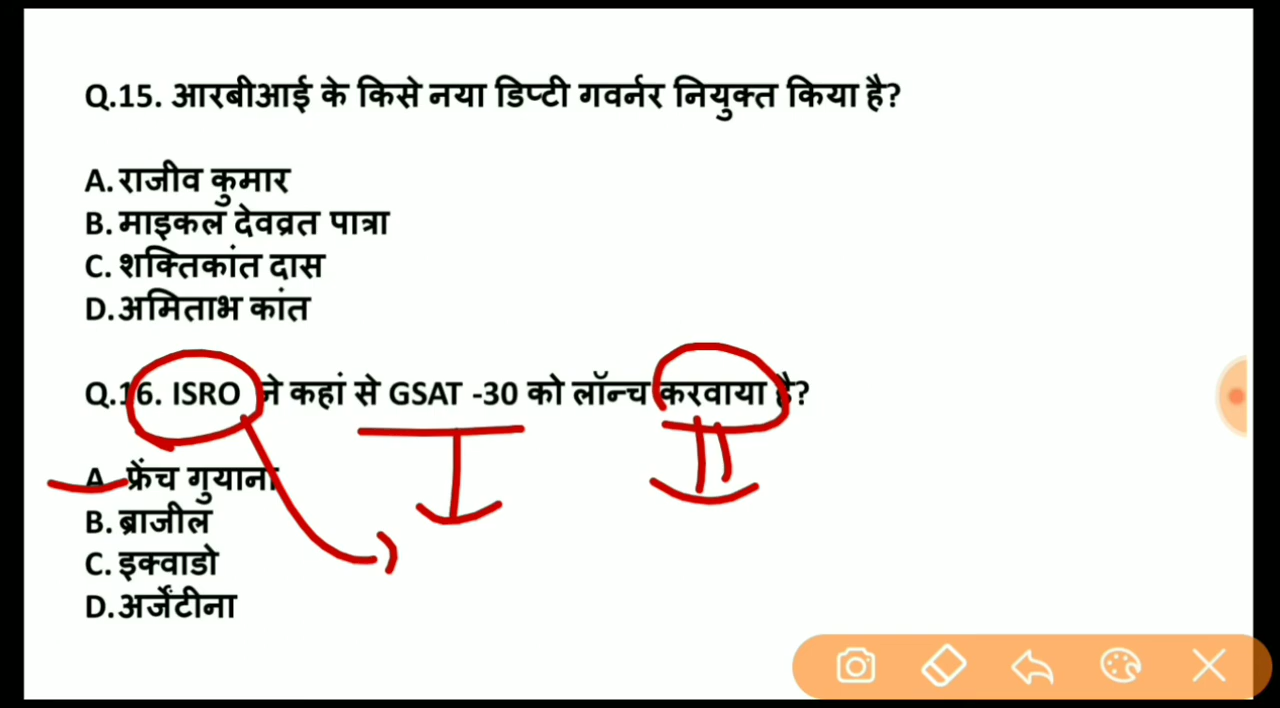 Q.15. आरबीआई के किसे नया डिप्टी गवर्नर नियुक्त किया है?
A. राजीव कुमार
B. माइकल देवव्रत पात्रा
C. शक्तिकांत दास
D. अमिताभ कांत
Q.16. ISRO ने कहां से GSAT -30 को लॉन्च करवाया है?
A. फ्रेंच गुयाना
B. ब्राजील
C. इक्वाडो
D. अर्जेंटीना